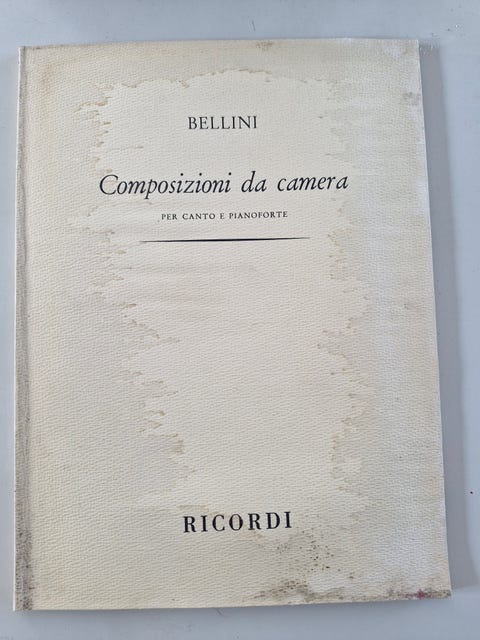 BELLINI
Composizioni da camera
PER CANTO E PIANOFORTE
RICORDI